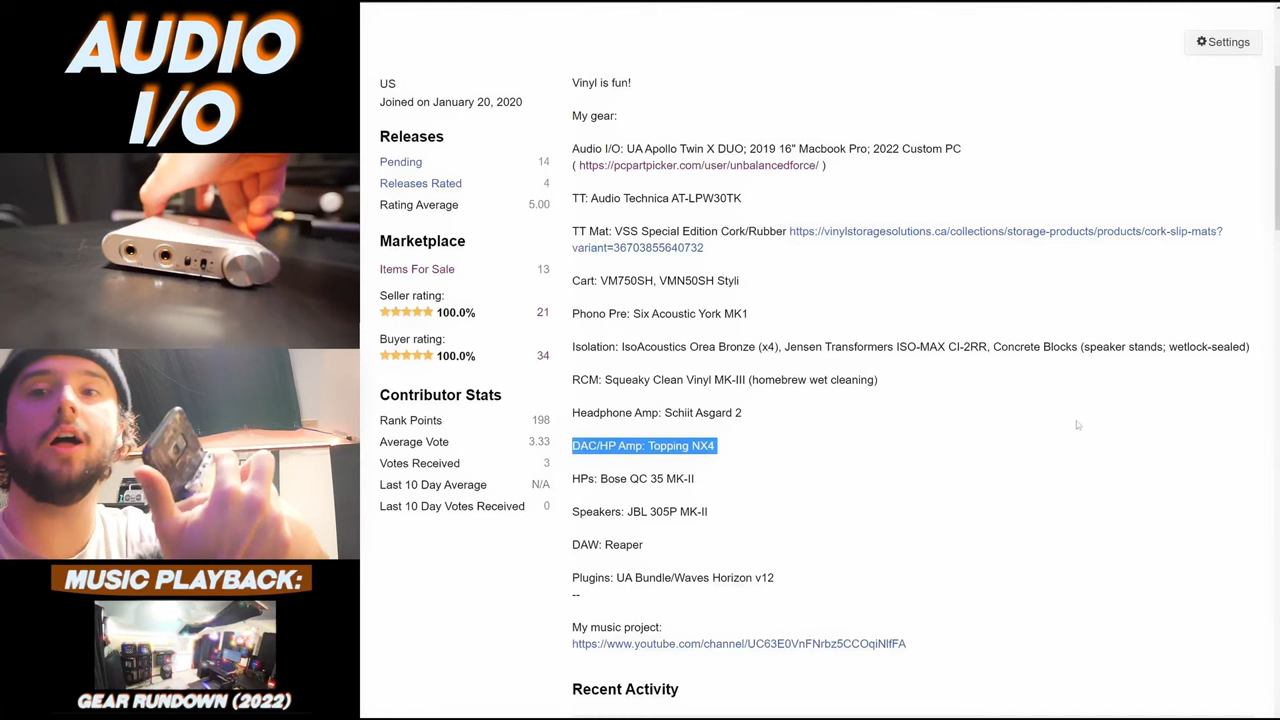 AUDIO
I/O
MUSIC PLAYBACK:
GEAR RUNDOWN (2022)
Settings
US
Joined on January 20, 2020
Releases
Pending 14
Releases Rated 4
Rating Average 5.00
Marketplace
Items For Sale 13
Seller rating:
100.0% 21
Buyer rating:
100.0% 34
Contributor Stats
Rank Points 198
Average Vote 3.33
Votes Received 3
Last 10 Day Average N/A
Last 10 Day Votes Received 0
Vinyl is fun!
My gear:
Audio I/O: UA Apollo Twin X DUO; 2019 16" Macbook Pro; 2022 Custom PC
( https://pcpartpicker.com/user/unbalancedforce/ )
TT: Audio Technica AT-LPW30TK
TT Mat: VSS Special Edition Cork/Rubber https://vinylstoragesolutions.ca/collections/storage-products/products/cork-slip-mats?
variant=36703855640732
Cart: VM750SH, VMN50SH Styli
Phono Pre: Six Acoustic York MK1
Isolation: IsoAcoustics Orea Bronze (x4), Jensen Transformers ISO-MAX CI-2RR, Concrete Blocks (speaker stands; wetlock-sealed)
RCM: Squeaky Clean Vinyl MK-III (homebrew wet cleaning)
Headphone Amp: Schiit Asgard 2
DAC/HP Amp: Topping NX4
HPs: Bose QC 35 MK-II
Speakers: JBL 305P MK-II
DAW: Reaper
Plugins: UA Bundle/Waves Horizon v12
--
My music project:
https://www.youtube.com/channel/UC63E0VnFNrbz5CCOqiNlfFA
Recent Activity